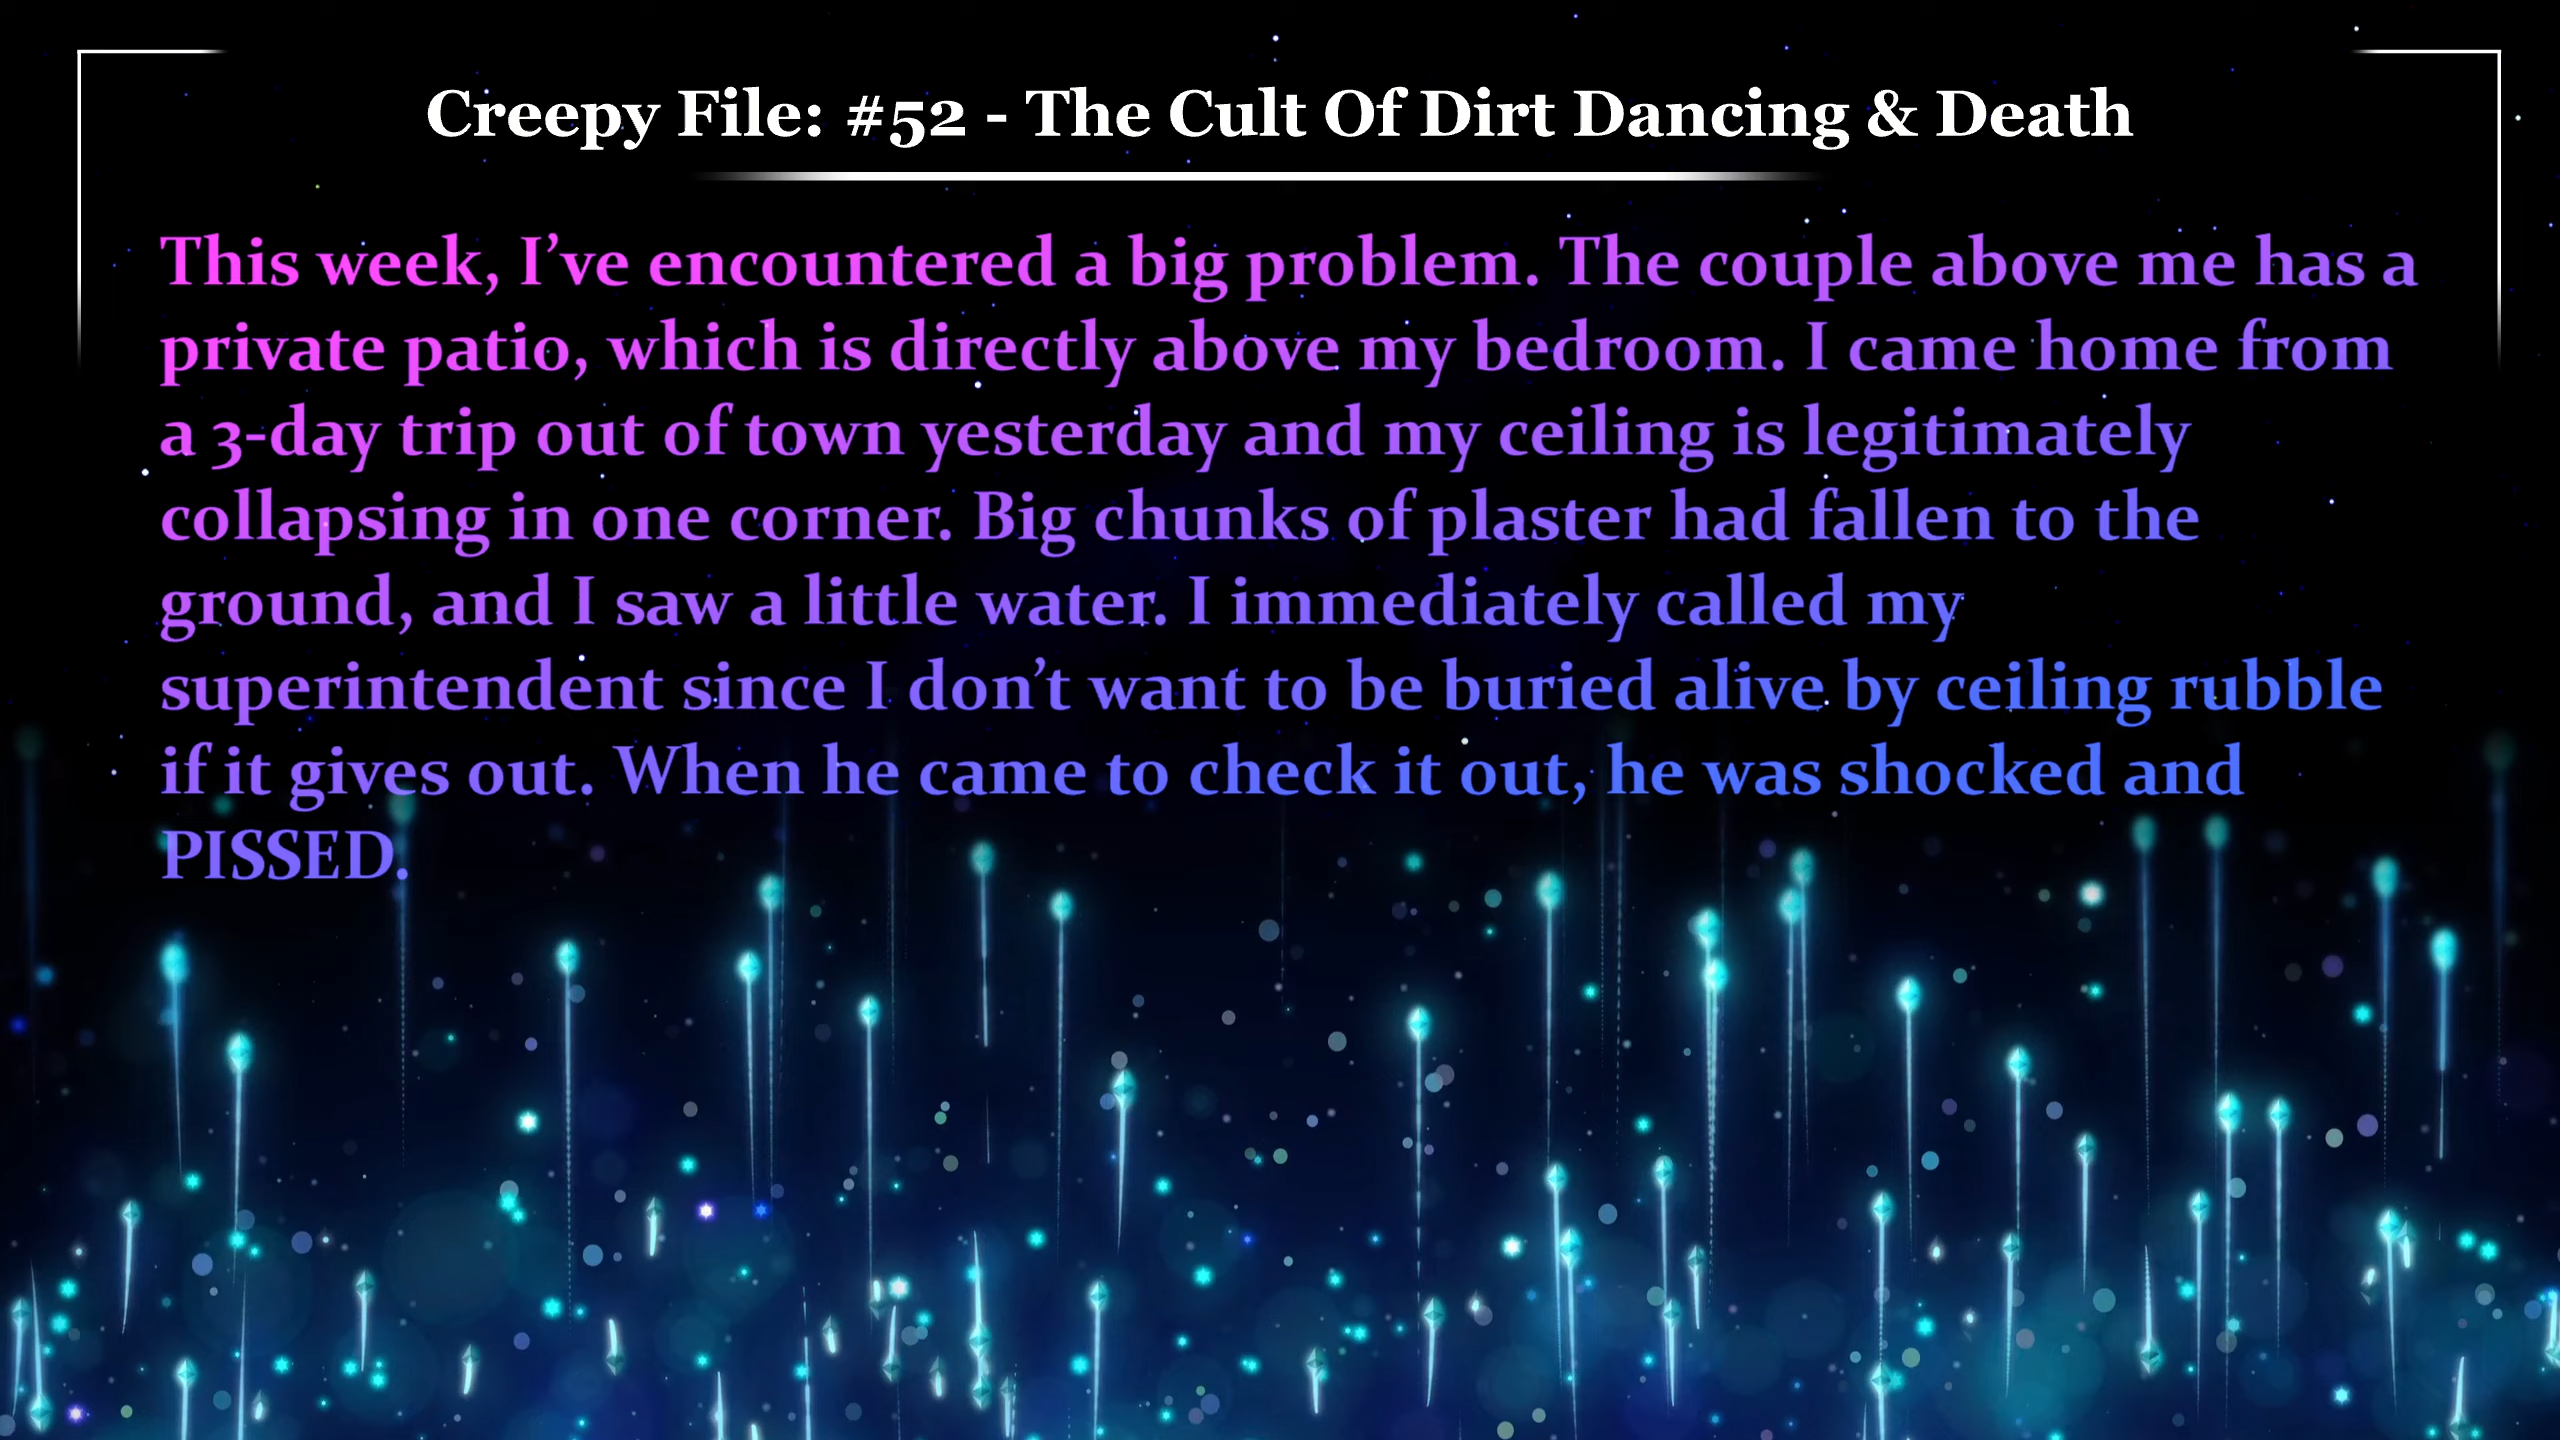 Creepy File: #52 - The Cult Of Dirt Dancing & Death
This week, I’ve encountered a big problem. The couple above me has a
private patio, which is directly above my bedroom. I came home from
a 3-day trip out of town yesterday and my ceiling is legitimately
collapsing in one corner. Big chunks of plaster had fallen to the
ground, and I saw a little water. I immediately called my
superintendent since I don’t want to be buried alive by ceiling rubble
if it gives out. When he came to check it out, he was shocked and
PISSED.